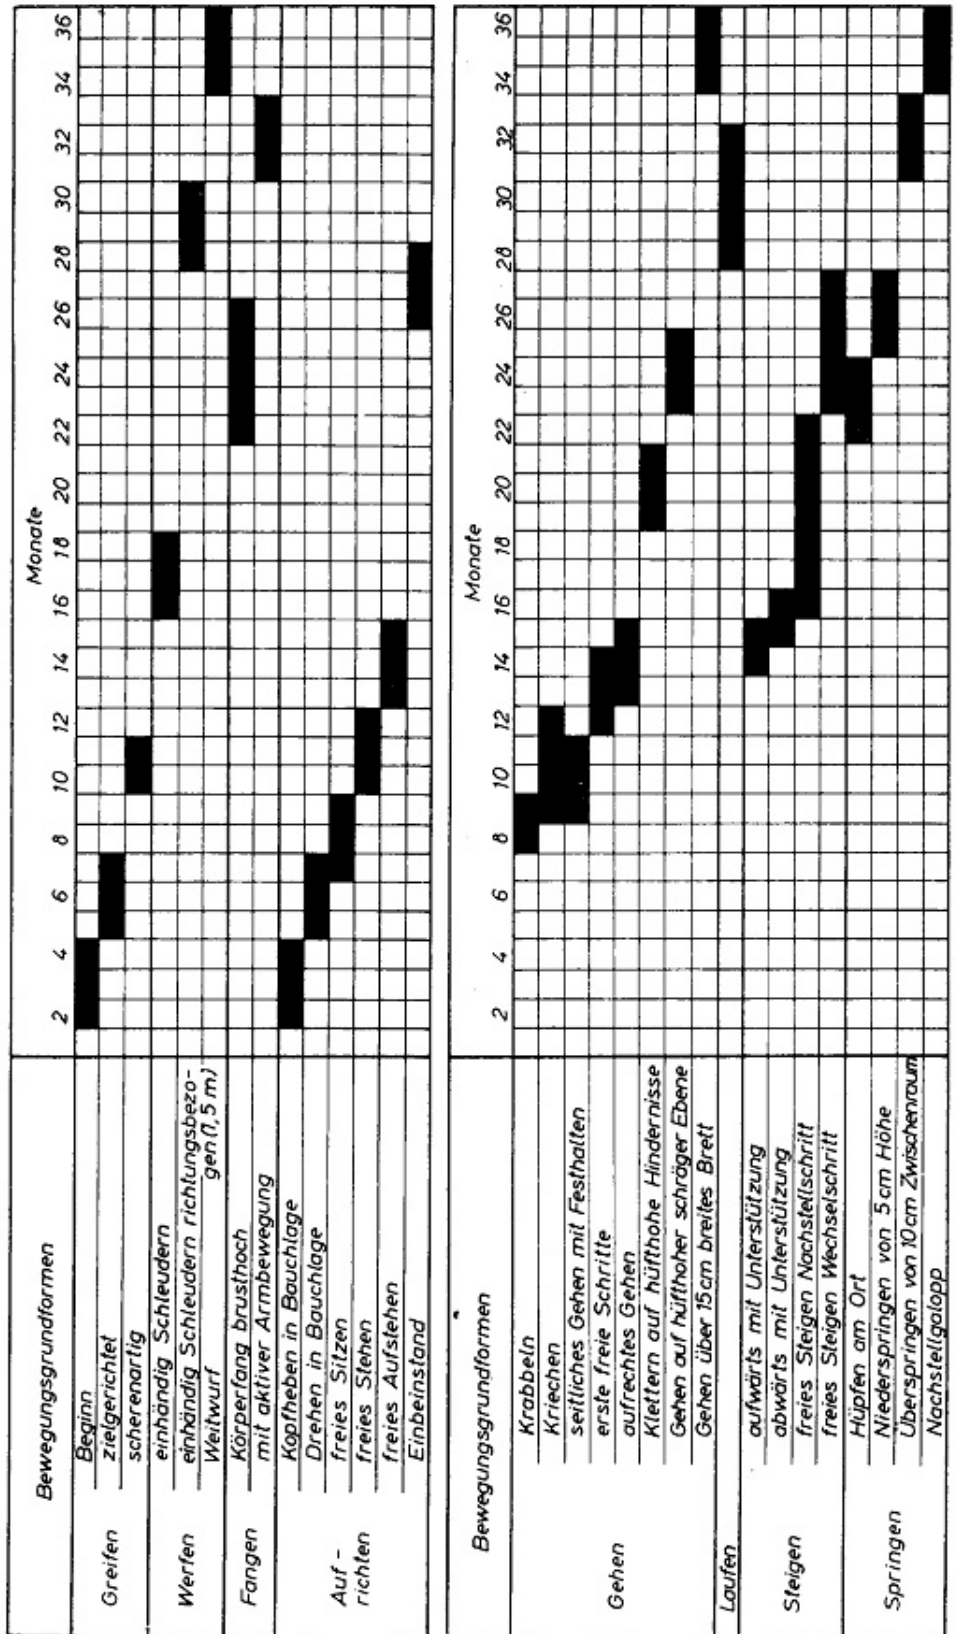 Bewegungsgrundformen
Monate
2 4 6 8 10 12 14 16 18 20 22 24 26 28 30 32 34 36
Greifen
Beginn
zielgerichtet
scherenartig
Werfen
einhändig Schleudern
einhändig Schleudern richtungsbezo-
gen (1,5 m)
Weitwurf
Fangen
Körperfang brusthoch
mit aktiver Armbewegung
Auf-
richten
Kopfheben in Bauchlage
Drehen in Bauchlage
freies Sitzen
freies Stehen
freies Aufstehen
Einbeinstand
Bewegungsgrundformen
Monate
2 4 6 8 10 12 14 16 18 20 22 24 26 28 30 32 34 36
Gehen
Krabbeln
Kriechen
seitliches Gehen mit Festhalten
erste freie Schritte
aufrechtes Gehen
Klettern auf hüfthohe Hindernisse
Gehen auf hüfthoher schräger Ebene
Gehen über 15 cm breites Brett
Laufen
Steigen
aufwärts mit Unterstützung
abwärts mit Unterstützung
freies Steigen Nachstellschritt
freies Steigen Wechselschritt
Springen
Hüpfen am Ort
Niederspringen von 5 cm Höhe
Überspringen von 10 cm Zwischenraum
Nachstellgalopp